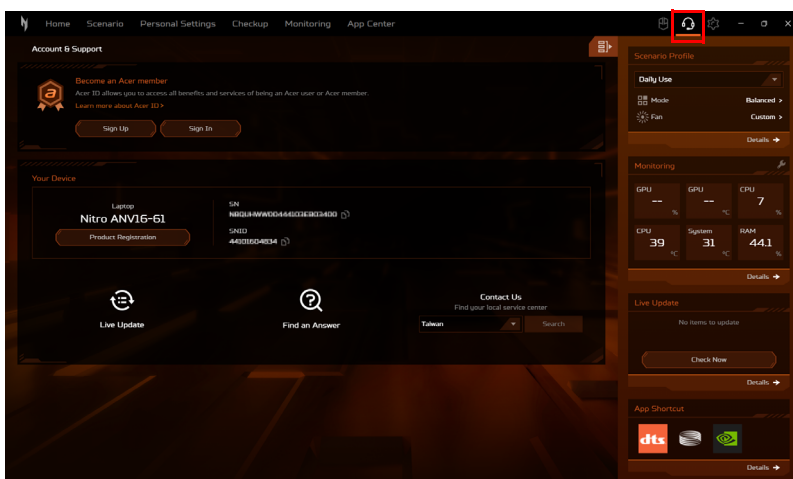 Home Scenario Personal Settings Checkup Monitoring App Center
Account & Support
Become an Acer member
Acer ID allows you to access all benefits and services of being an Acer user or Acer member.
Learn more about Acer ID >
Sign Up
Sign In
Your Device
Laptop
Nitro ANV16-61
Product Registration
SN
SNID
Live Update
Find an Answer
Contact Us
Find your local service center
Taiwan
Search
Scenario Profile
Daily Use
Mode Balanced >
Fan Custom >
Details
Monitoring
GPU GPU CPU
-- -- 7
% °C %
CPU System RAM
39 31 44.1
°C °C %
Details
Live Update
No items to update
Check Now
Details
App Shortcut
dts
Details